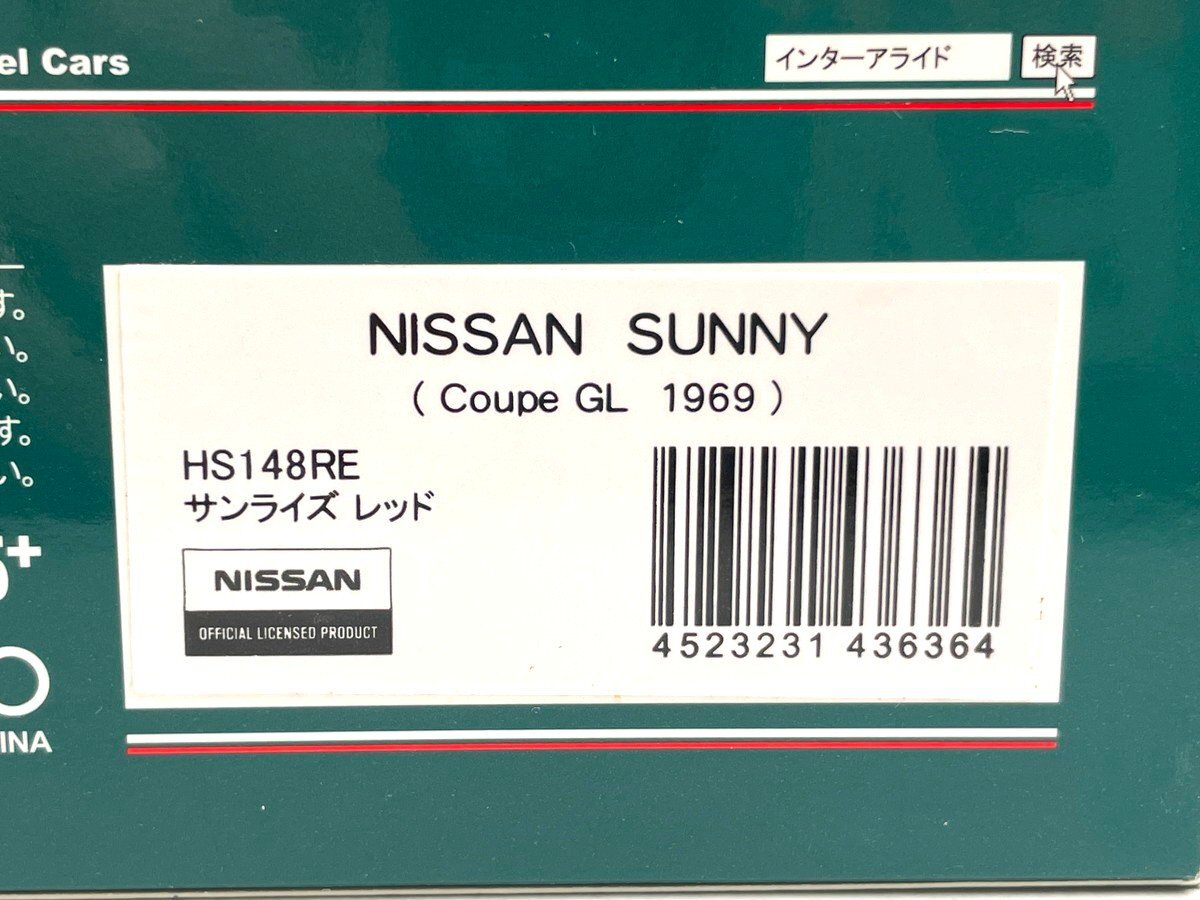 el Cars
インターアライド 検索
す。
い。
い。
す。
い。
NISSAN SUNNY
( Coupe GL 1969 )
HS148RE
サンライズ レッド
NISSAN
OFFICIAL LICENSED PRODUCT
4523231 436364
5+
INA